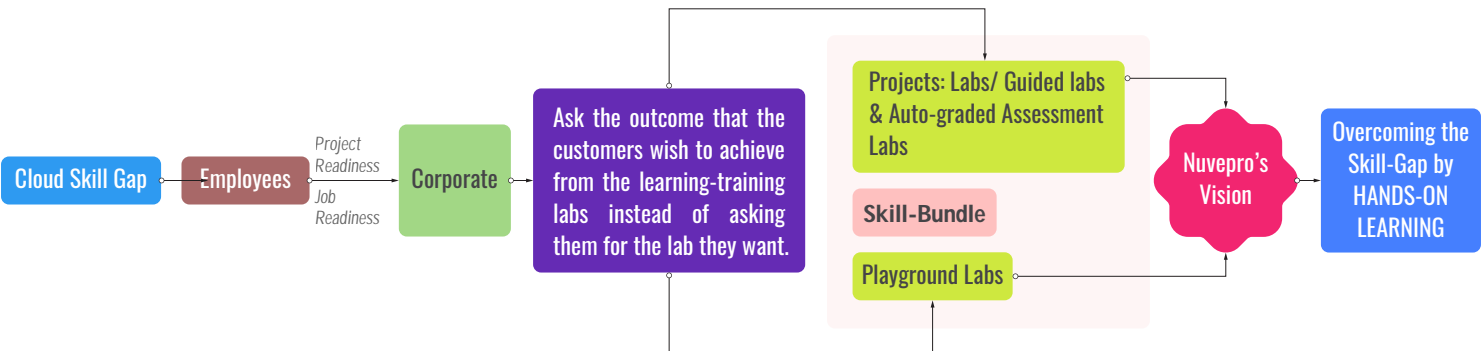 Cloud Skill Gap
Employees
Project
Readiness
Job
Readiness
Corporate
Ask the outcome that the
customers wish to achieve
from the learning-training
labs instead of asking
them for the lab they want.
Projects: Labs/ Guided labs
& Auto-graded Assessment
Labs
Skill-Bundle
Playground Labs
Nuvepro's
Vision
Overcoming the
Skill-Gap by
HANDS-ON
LEARNING